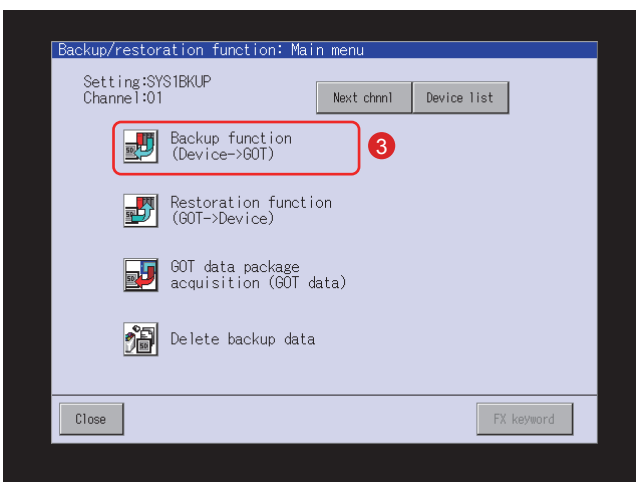 Backup/restoration function: Main menu
Setting:SYS1BKUP
Channel:01
Next chnnl
Device list
Backup function
(Device->GOT)
3
Restoration function
(GOT->Device)
GOT data package
acquisition (GOT data)
Delete backup data
Close
FX keyword